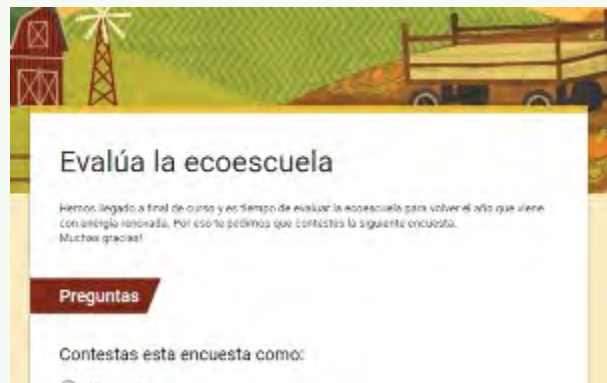 Evalúa la ecoescuela
Hemos llegado a final de curso y es tiempo de evaluar la ecoescuela para volver el año que viene
con energía renovada. Por eso te pedimos que contestes la siguiente encuesta.
Muchas gracias!
Preguntas
Contestas esta encuesta como: